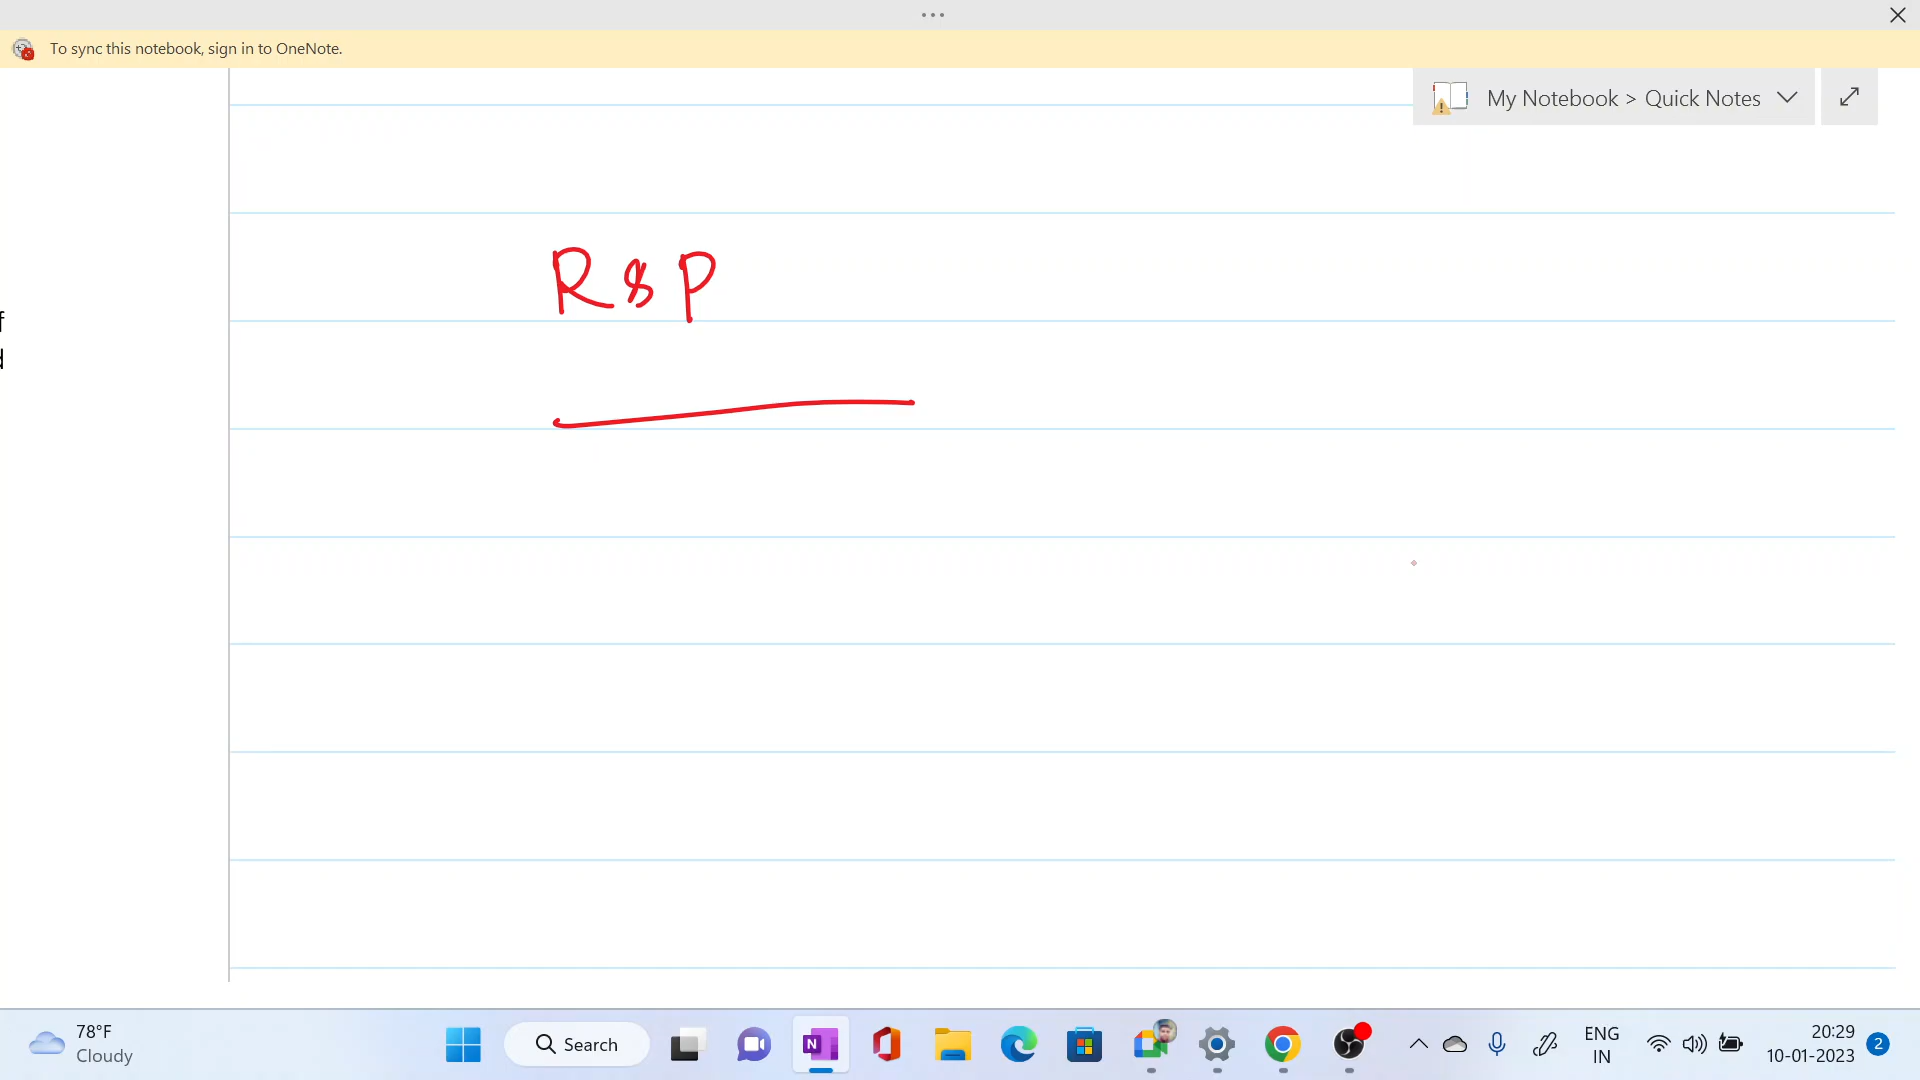 To sync this notebook, sign in to OneNote.
My Notebook > Quick Notes
R & P
f
d
78°F
Cloudy
Search
ENG
IN
20:29
10-01-2023
2